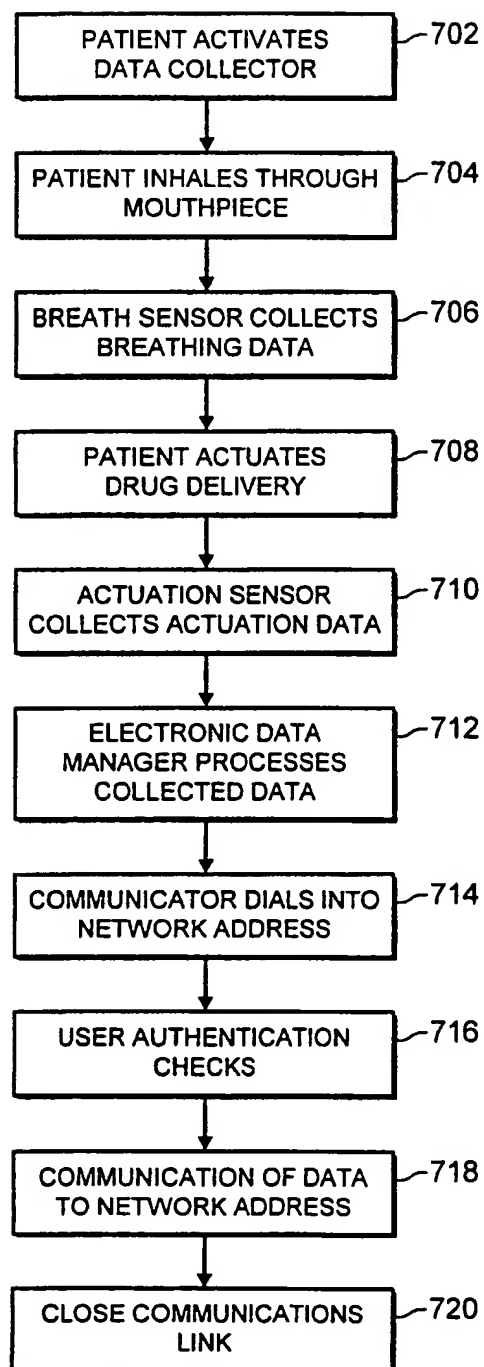 PATIENT ACTIVATES
DATA COLLECTOR
702
PATIENT INHALES THROUGH
MOUTHPIECE
704
BREATH SENSOR COLLECTS
BREATHING DATA
706
PATIENT ACTUATES
DRUG DELIVERY
708
ACTUATION SENSOR
COLLECTS ACTUATION DATA
710
ELECTRONIC DATA
MANAGER PROCESSES
COLLECTED DATA
712
COMMUNICATOR DIALS INTO
NETWORK ADDRESS
714
USER AUTHENTICATION
CHECKS
716
COMMUNICATION OF DATA
TO NETWORK ADDRESS
718
CLOSE COMMUNICATIONS
LINK
720